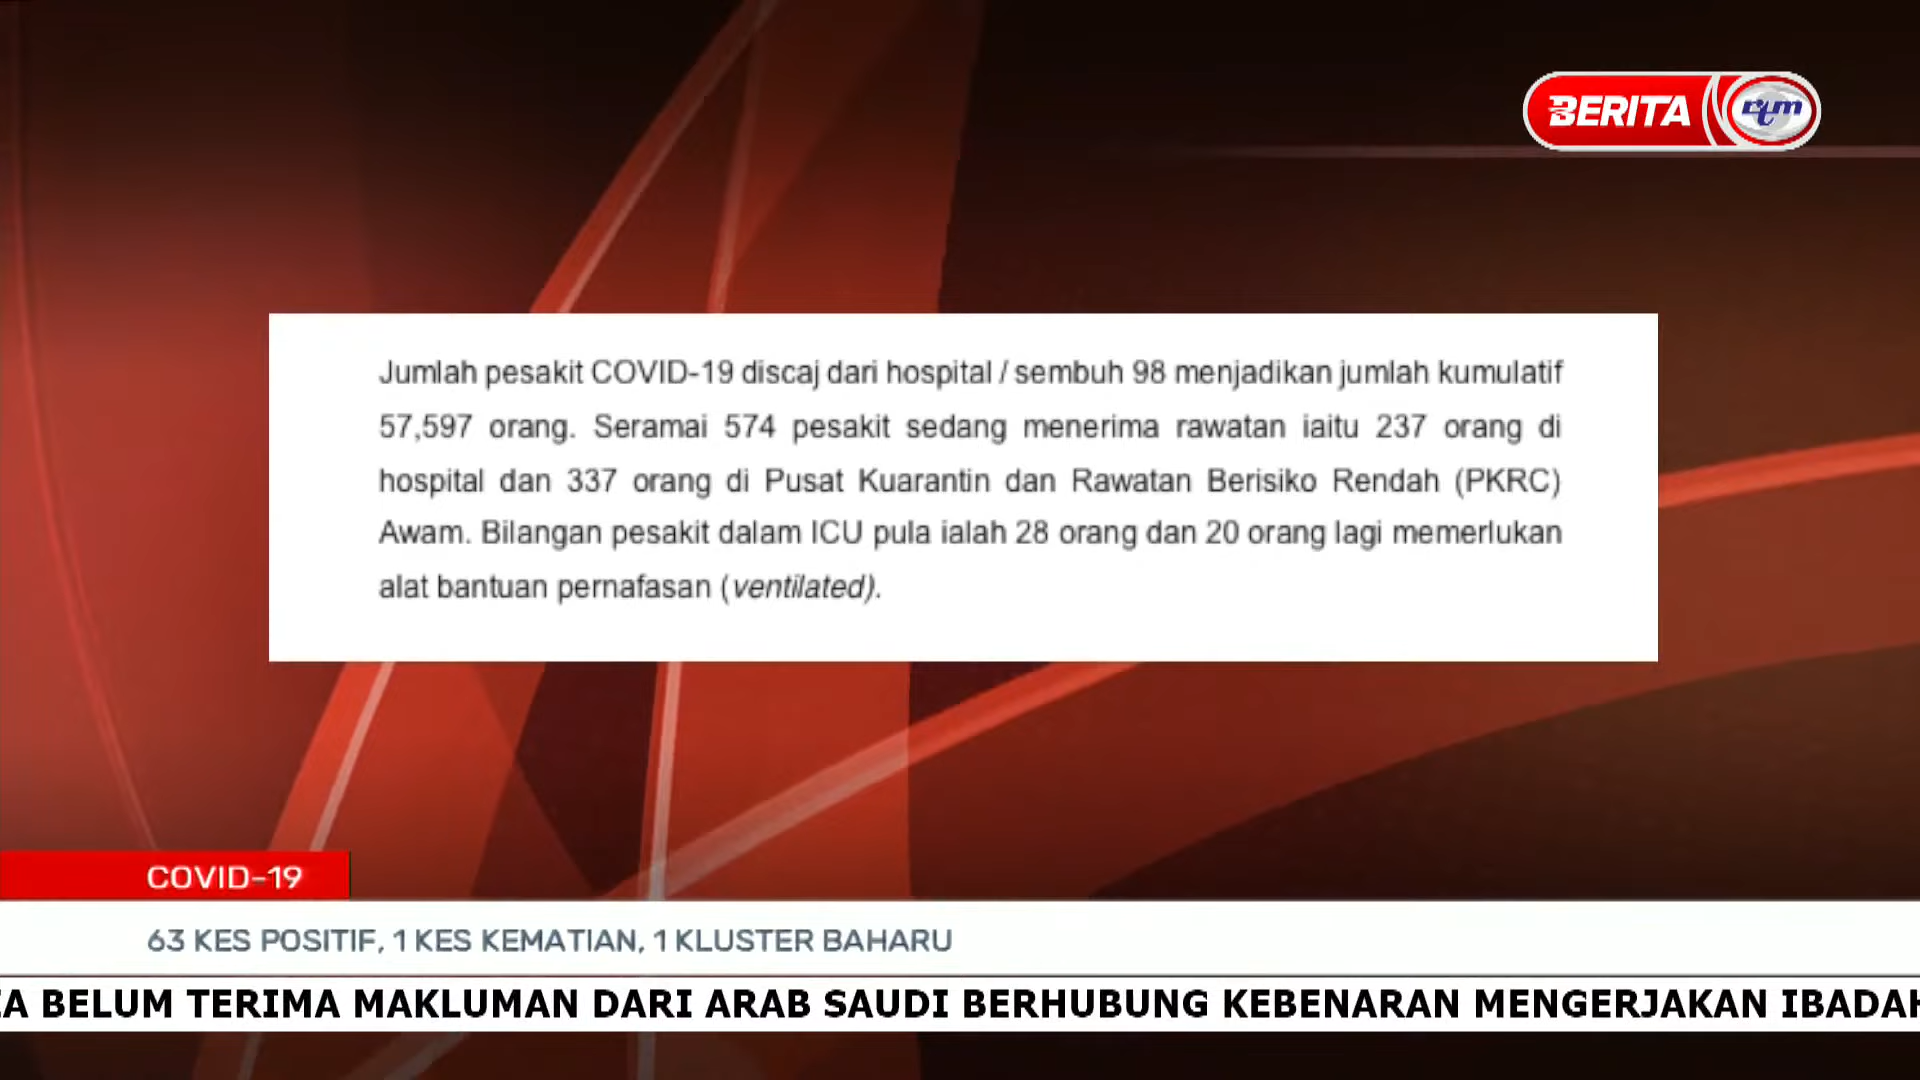 BERITA rtm
Jumlah pesakit COVID-19 discaj dari hospital / sembuh 98 menjadikan jumlah kumulatif
57,597 orang. Seramai 574 pesakit sedang menerima rawatan iaitu 237 orang di
hospital dan 337 orang di Pusat Kuarantin dan Rawatan Berisiko Rendah (PKRC)
Awam. Bilangan pesakit dalam ICU pula ialah 28 orang dan 20 orang lagi memerlukan
alat bantuan pernafasan (ventilated).
COVID-19
63 KES POSITIF, 1 KES KEMATIAN, 1 KLUSTER BAHARU
BELUM TERIMA MAKLUMAN DARI ARAB SAUDI BERHUBUNG KEBENARAN MENGERJAKAN IBADAH